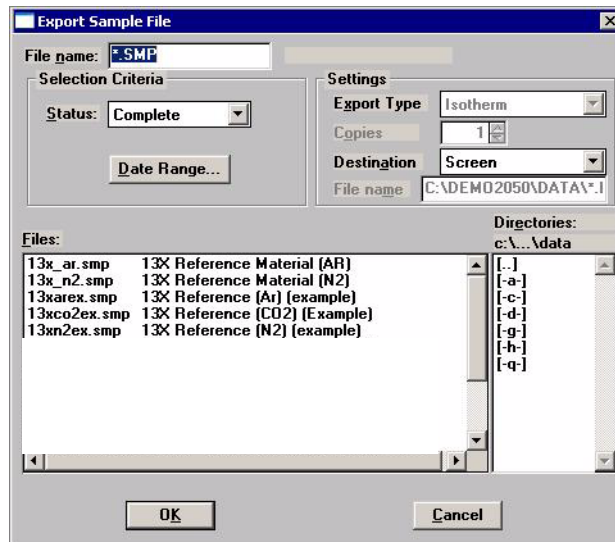 Export Sample File
File name: *.SMP
Selection Criteria
Status: Complete
Date Range...
Settings
Export Type Isotherm
Copies 1
Destination Screen
File name C:\DEMO2050\DATA\*.I
Files:
13x_ar.smp 13X Reference Material (AR)
13x_n2.smp 13X Reference Material (N2)
13xarex.smp 13X Reference (Ar) (example)
13xco2ex.smp 13X Reference (CO2) (Example)
13xn2ex.smp 13X Reference (N2) (example)
Directories:
c:\...\data
[..]
[-a-]
[-c-]
[-d-]
[-g-]
[-h-]
[-q-]
OK
Cancel